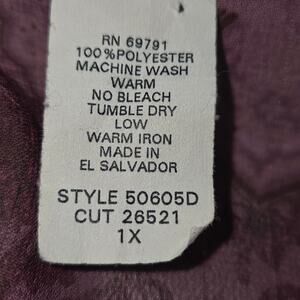 RN 69791
100%POLYESTER
MACHINE WASH
WARM
NO BLEACH
TUMBLE DRY
LOW
WARM IRON
MADE IN
EL SALVADOR
STYLE 50605D
CUT 26521
1X